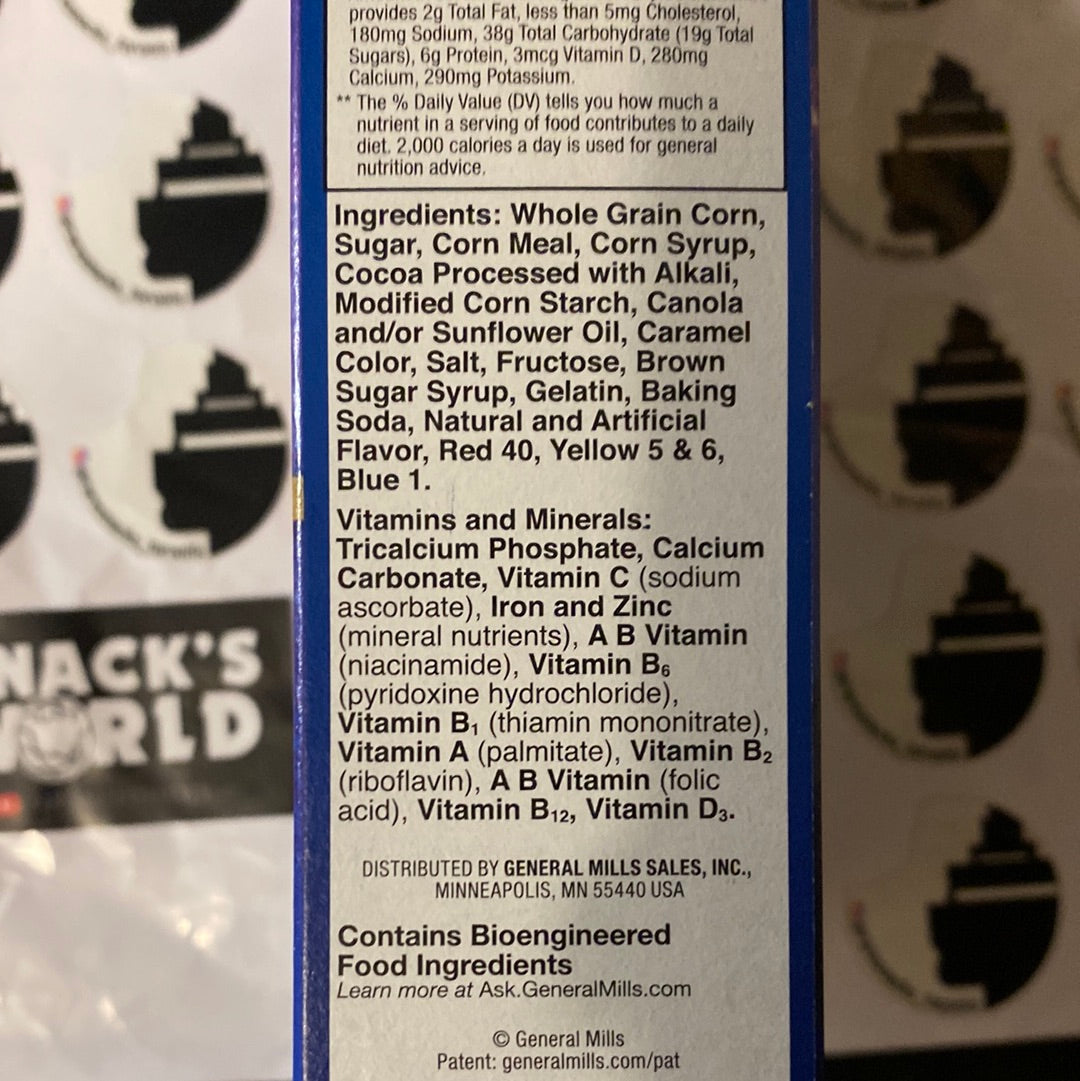 provides 2g Total Fat, less than 5mg Cholesterol,
180mg Sodium, 38g Total Carbohydrate (19g Total
Sugars), 6g Protein, 3mcg Vitamin D, 280mg
Calcium, 290mg Potassium.
** The % Daily Value (DV) tells you how much a
nutrient in a serving of food contributes to a daily
diet. 2,000 calories a day is used for general
nutrition advice.
Ingredients: Whole Grain Corn,
Sugar, Corn Meal, Corn Syrup,
Cocoa Processed with Alkali,
Modified Corn Starch, Canola
and/or Sunflower Oil, Caramel
Color, Salt, Fructose, Brown
Sugar Syrup, Gelatin, Baking
Soda, Natural and Artificial
Flavor, Red 40, Yellow 5 & 6,
Blue 1.
Vitamins and Minerals:
Tricalcium Phosphate, Calcium
Carbonate, Vitamin C (sodium
ascorbate), Iron and Zinc
(mineral nutrients), A B Vitamin
(niacinamide), Vitamin B₆
(pyridoxine hydrochloride),
Vitamin B₁ (thiamin mononitrate),
Vitamin A (palmitate), Vitamin B₂
(riboflavin), A B Vitamin (folic
acid), Vitamin B₁₂, Vitamin D₃.
DISTRIBUTED BY GENERAL MILLS SALES, INC.,
MINNEAPOLIS, MN 55440 USA
Contains Bioengineered
Food Ingredients
Learn more at Ask.GeneralMills.com
© General Mills
Patent: generalmills.com/pat
NACK'S
WORLD